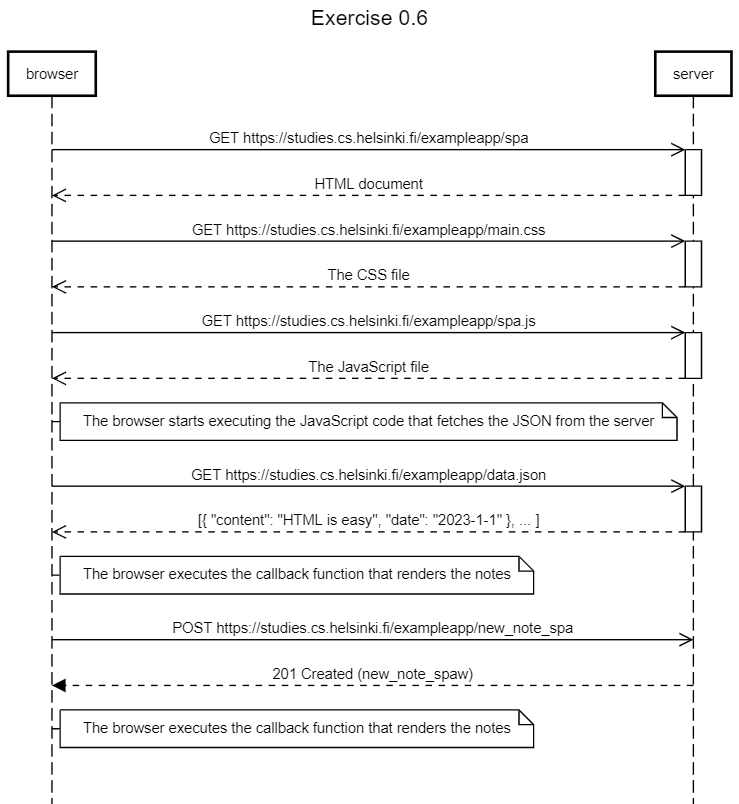 Exercise 0.6
browser
server
GET https://studies.cs.helsinki.fi/exampleapp/spa
HTML document
GET https://studies.cs.helsinki.fi/exampleapp/main.css
The CSS file
GET https://studies.cs.helsinki.fi/exampleapp/spa.js
The JavaScript file
The browser starts executing the JavaScript code that fetches the JSON from the server
GET https://studies.cs.helsinki.fi/exampleapp/data.json
[{ "content": "HTML is easy", "date": "2023-1-1" }, ... ]
The browser executes the callback function that renders the notes
POST https://studies.cs.helsinki.fi/exampleapp/new_note_spa
201 Created (new_note_spaw)
The browser executes the callback function that renders the notes